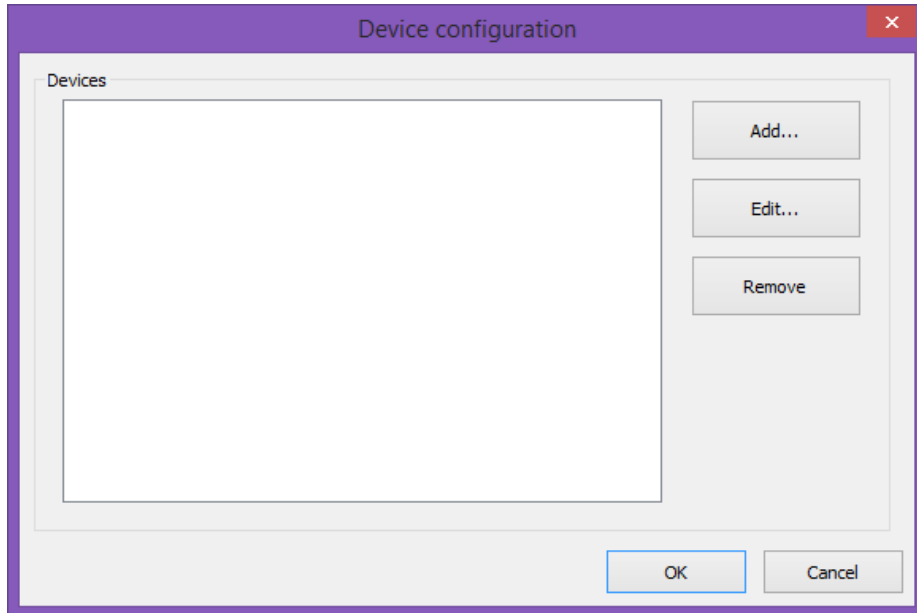 Device configuration
Devices
Add...
Edit...
Remove
OK
Cancel